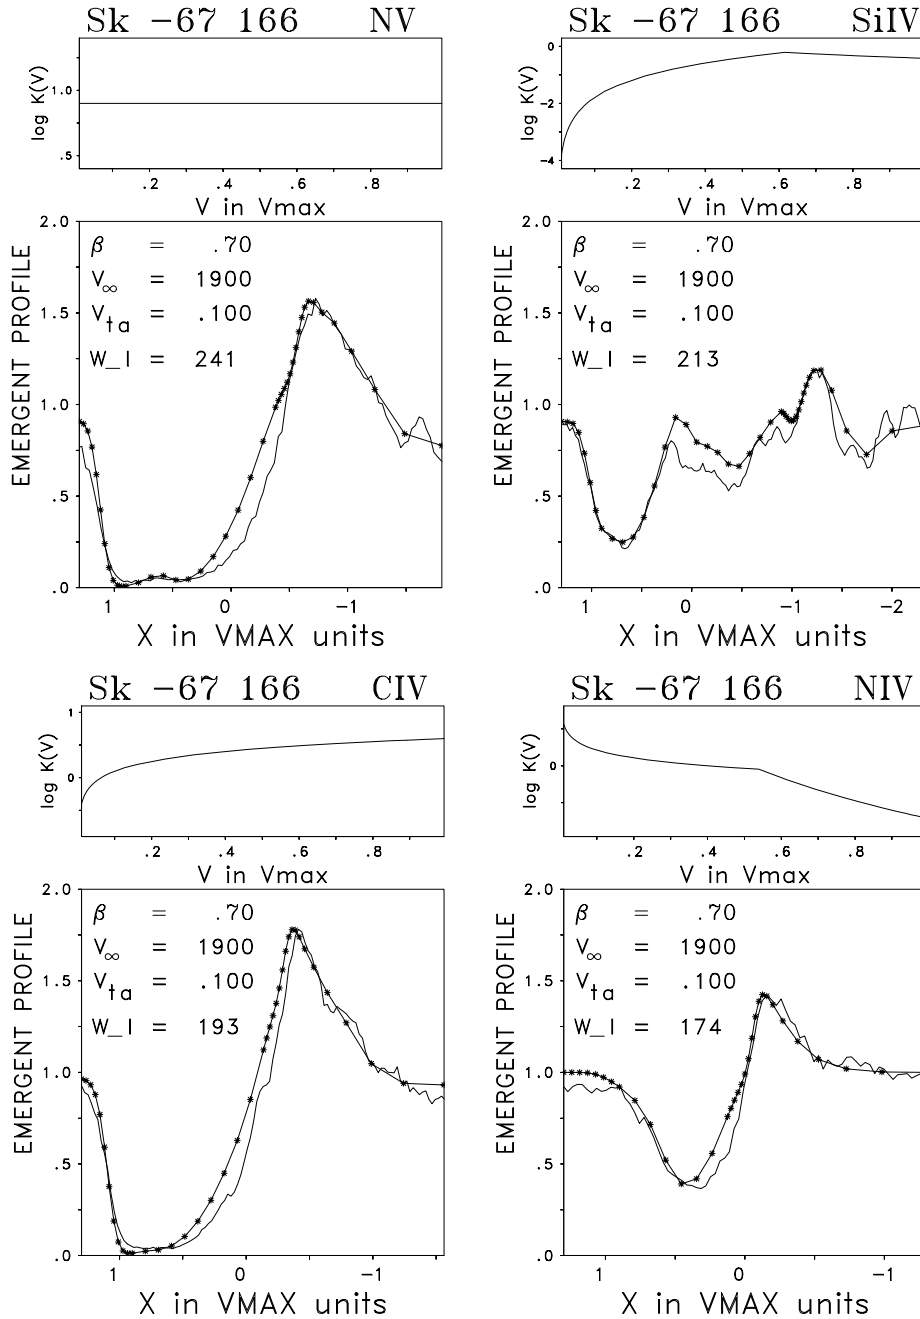 Sk −67 166 NV
log K(V)
1.0
.5
.2 .4 .6 .8
V in Vmax
EMERGENT PROFILE
2.0
1.5
1.0
.5
.0
β = .70
V∞ = 1900
Vta = .100
W_I = 241
1 0 −1
X in VMAX units
Sk −67 166 SiIV
log K(V)
0
−2
−4
.2 .4 .6 .8
V in Vmax
EMERGENT PROFILE
2.0
1.5
1.0
.5
.0
β = .70
V∞ = 1900
Vta = .100
W_I = 213
1 0 −1 −2
X in VMAX units
Sk −67 166 CIV
log K(V)
1
0
.2 .4 .6 .8
V in Vmax
EMERGENT PROFILE
2.0
1.5
1.0
.5
.0
β = .70
V∞ = 1900
Vta = .100
W_I = 193
1 0 −1
X in VMAX units
Sk −67 166 NIV
log K(V)
0
.2 .4 .6 .8
V in Vmax
EMERGENT PROFILE
2.0
1.5
1.0
.5
.0
β = .70
V∞ = 1900
Vta = .100
W_I = 174
1 0 −1
X in VMAX units